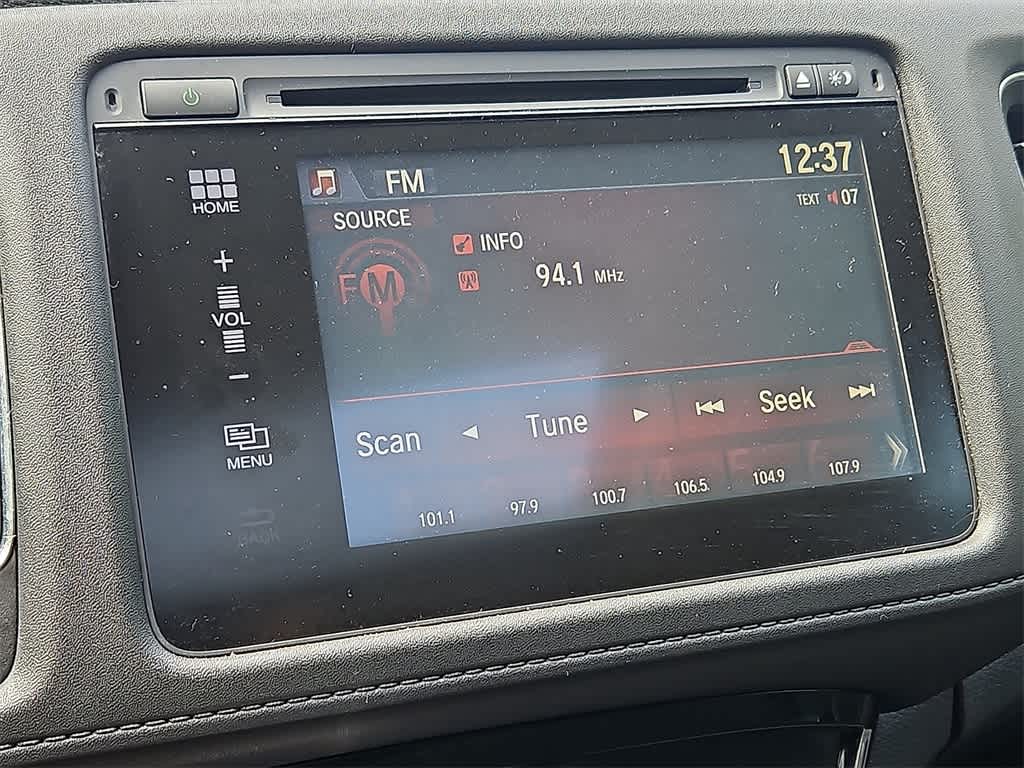 HOME
+
VOL
-
MENU
BACK
FM
12:37
SOURCE
TEXT 07
INFO
FM
94.1 MHz
Scan
Tune
Seek
101.1 97.9 100.7 106.5 104.9 107.9